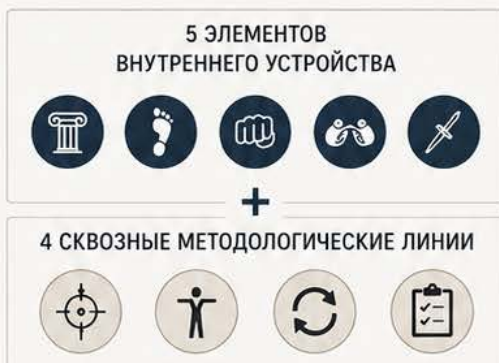 5 ЭЛЕМЕНТОВ
ВНУТРЕННЕГО УСТРОЙСТВА
+
4 СКВОЗНЫЕ МЕТОДОЛОГИЧЕСКИЕ ЛИНИИ